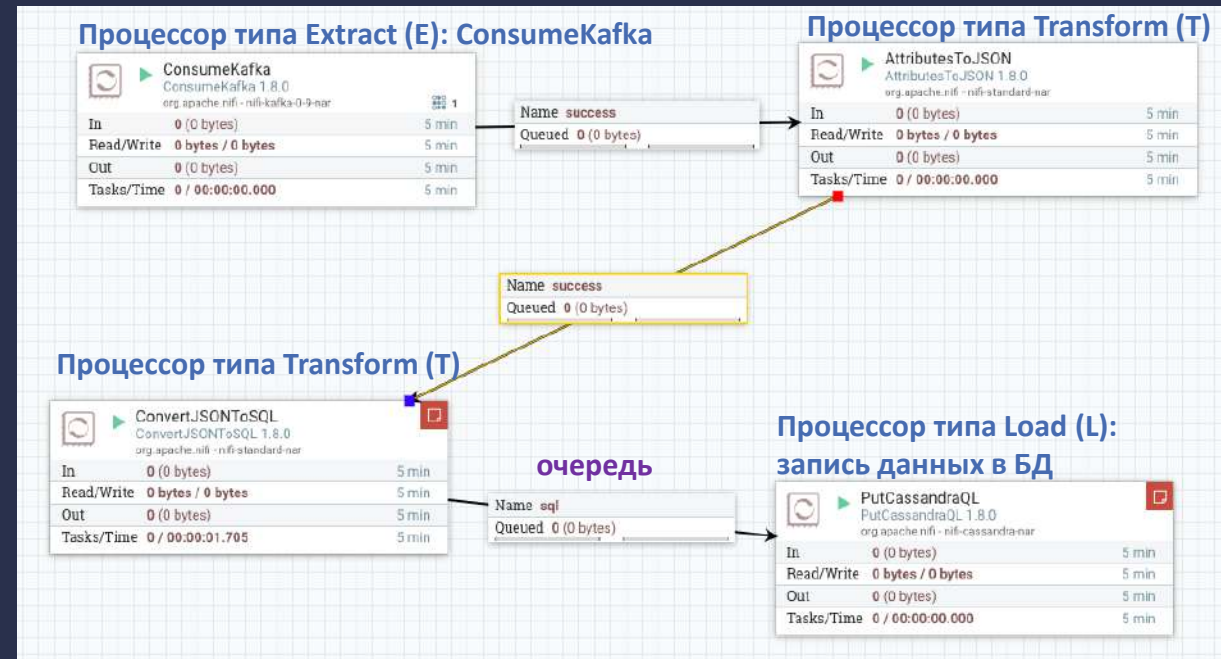 Процессор типа Extract (E): ConsumeKafka
Процессор типа Transform (T)
ConsumeKafka
ConsumeKafka 1.8.0
org.apache.nifi - nifi-kafka-0-9-nar
1
In 0 (0 bytes) 5 min
Read/Write 0 bytes / 0 bytes 5 min
Out 0 (0 bytes) 5 min
Tasks/Time 0 / 00:00:00.000 5 min
Name success
Queued 0 (0 bytes)
AttributesToJSON
AttributesToJSON 1.8.0
org.apache.nifi - nifi-standard-nar
In 0 (0 bytes) 5 min
Read/Write 0 bytes / 0 bytes 5 min
Out 0 (0 bytes) 5 min
Tasks/Time 0 / 00:00:00.000 5 min
Name success
Queued 0 (0 bytes)
Процессор типа Transform (T)
ConvertJSONToSQL
ConvertJSONToSQL 1.8.0
org.apache.nifi - nifi-standard-nar
In 0 (0 bytes) 5 min
Read/Write 0 bytes / 0 bytes 5 min
Out 0 (0 bytes) 5 min
Tasks/Time 0 / 00:00:01.705 5 min
очередь
Name sql
Queued 0 (0 bytes)
Процессор типа Load (L):
запись данных в БД
PutCassandraQL
PutCassandraQL 1.8.0
org.apache.nifi - nifi-cassandra-nar
In 0 (0 bytes) 5 min
Read/Write 0 bytes / 0 bytes 5 min
Out 0 (0 bytes) 5 min
Tasks/Time 0 / 00:00:00.000 5 min